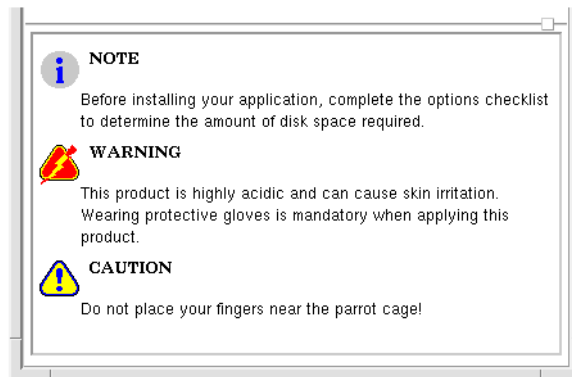 NOTE
Before installing your application, complete the options checklist
to determine the amount of disk space required.
WARNING
This product is highly acidic and can cause skin irritation.
Wearing protective gloves is mandatory when applying this
product.
CAUTION
Do not place your fingers near the parrot cage!